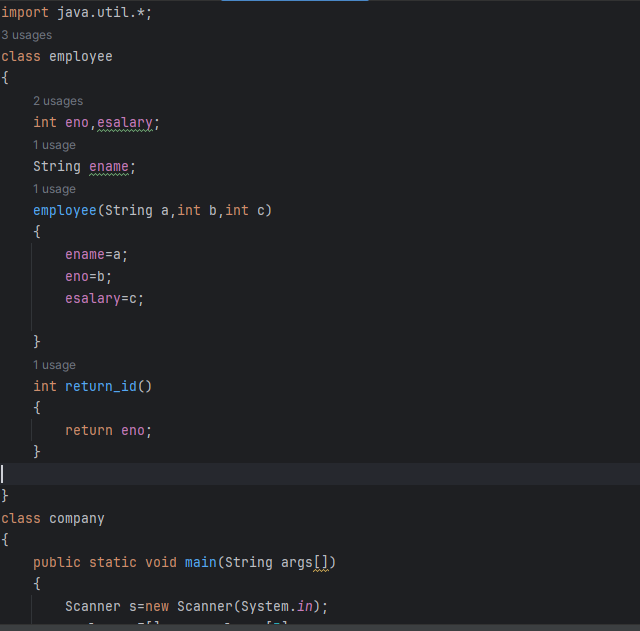 import java.util.*;
3 usages
class employee
{
2 usages
int eno,esalary;
1 usage
String ename;
1 usage
employee(String a,int b,int c)
{
ename=a;
eno=b;
esalary=c;
}
1 usage
int return_id()
{
return eno;
}
}
class company
{
public static void main(String args[])
{
Scanner s=new Scanner(System.in);